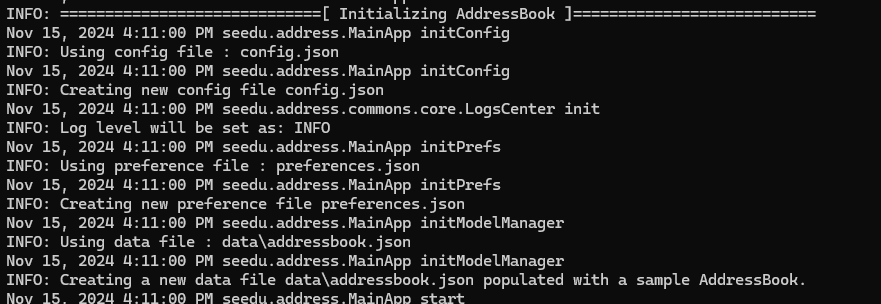 INFO: =============================[ Initializing AddressBook ]===========================
Nov 15, 2024 4:11:00 PM seedu.address.MainApp initConfig
INFO: Using config file : config.json
Nov 15, 2024 4:11:00 PM seedu.address.MainApp initConfig
INFO: Creating new config file config.json
Nov 15, 2024 4:11:00 PM seedu.address.commons.core.LogsCenter init
INFO: Log level will be set as: INFO
Nov 15, 2024 4:11:00 PM seedu.address.MainApp initPrefs
INFO: Using preference file : preferences.json
Nov 15, 2024 4:11:00 PM seedu.address.MainApp initPrefs
INFO: Creating new preference file preferences.json
Nov 15, 2024 4:11:00 PM seedu.address.MainApp initModelManager
INFO: Using data file : data\addressbook.json
Nov 15, 2024 4:11:00 PM seedu.address.MainApp initModelManager
INFO: Creating a new data file data\addressbook.json populated with a sample AddressBook.
Nov 15, 2024 4:11:00 PM seedu.address.MainApp start